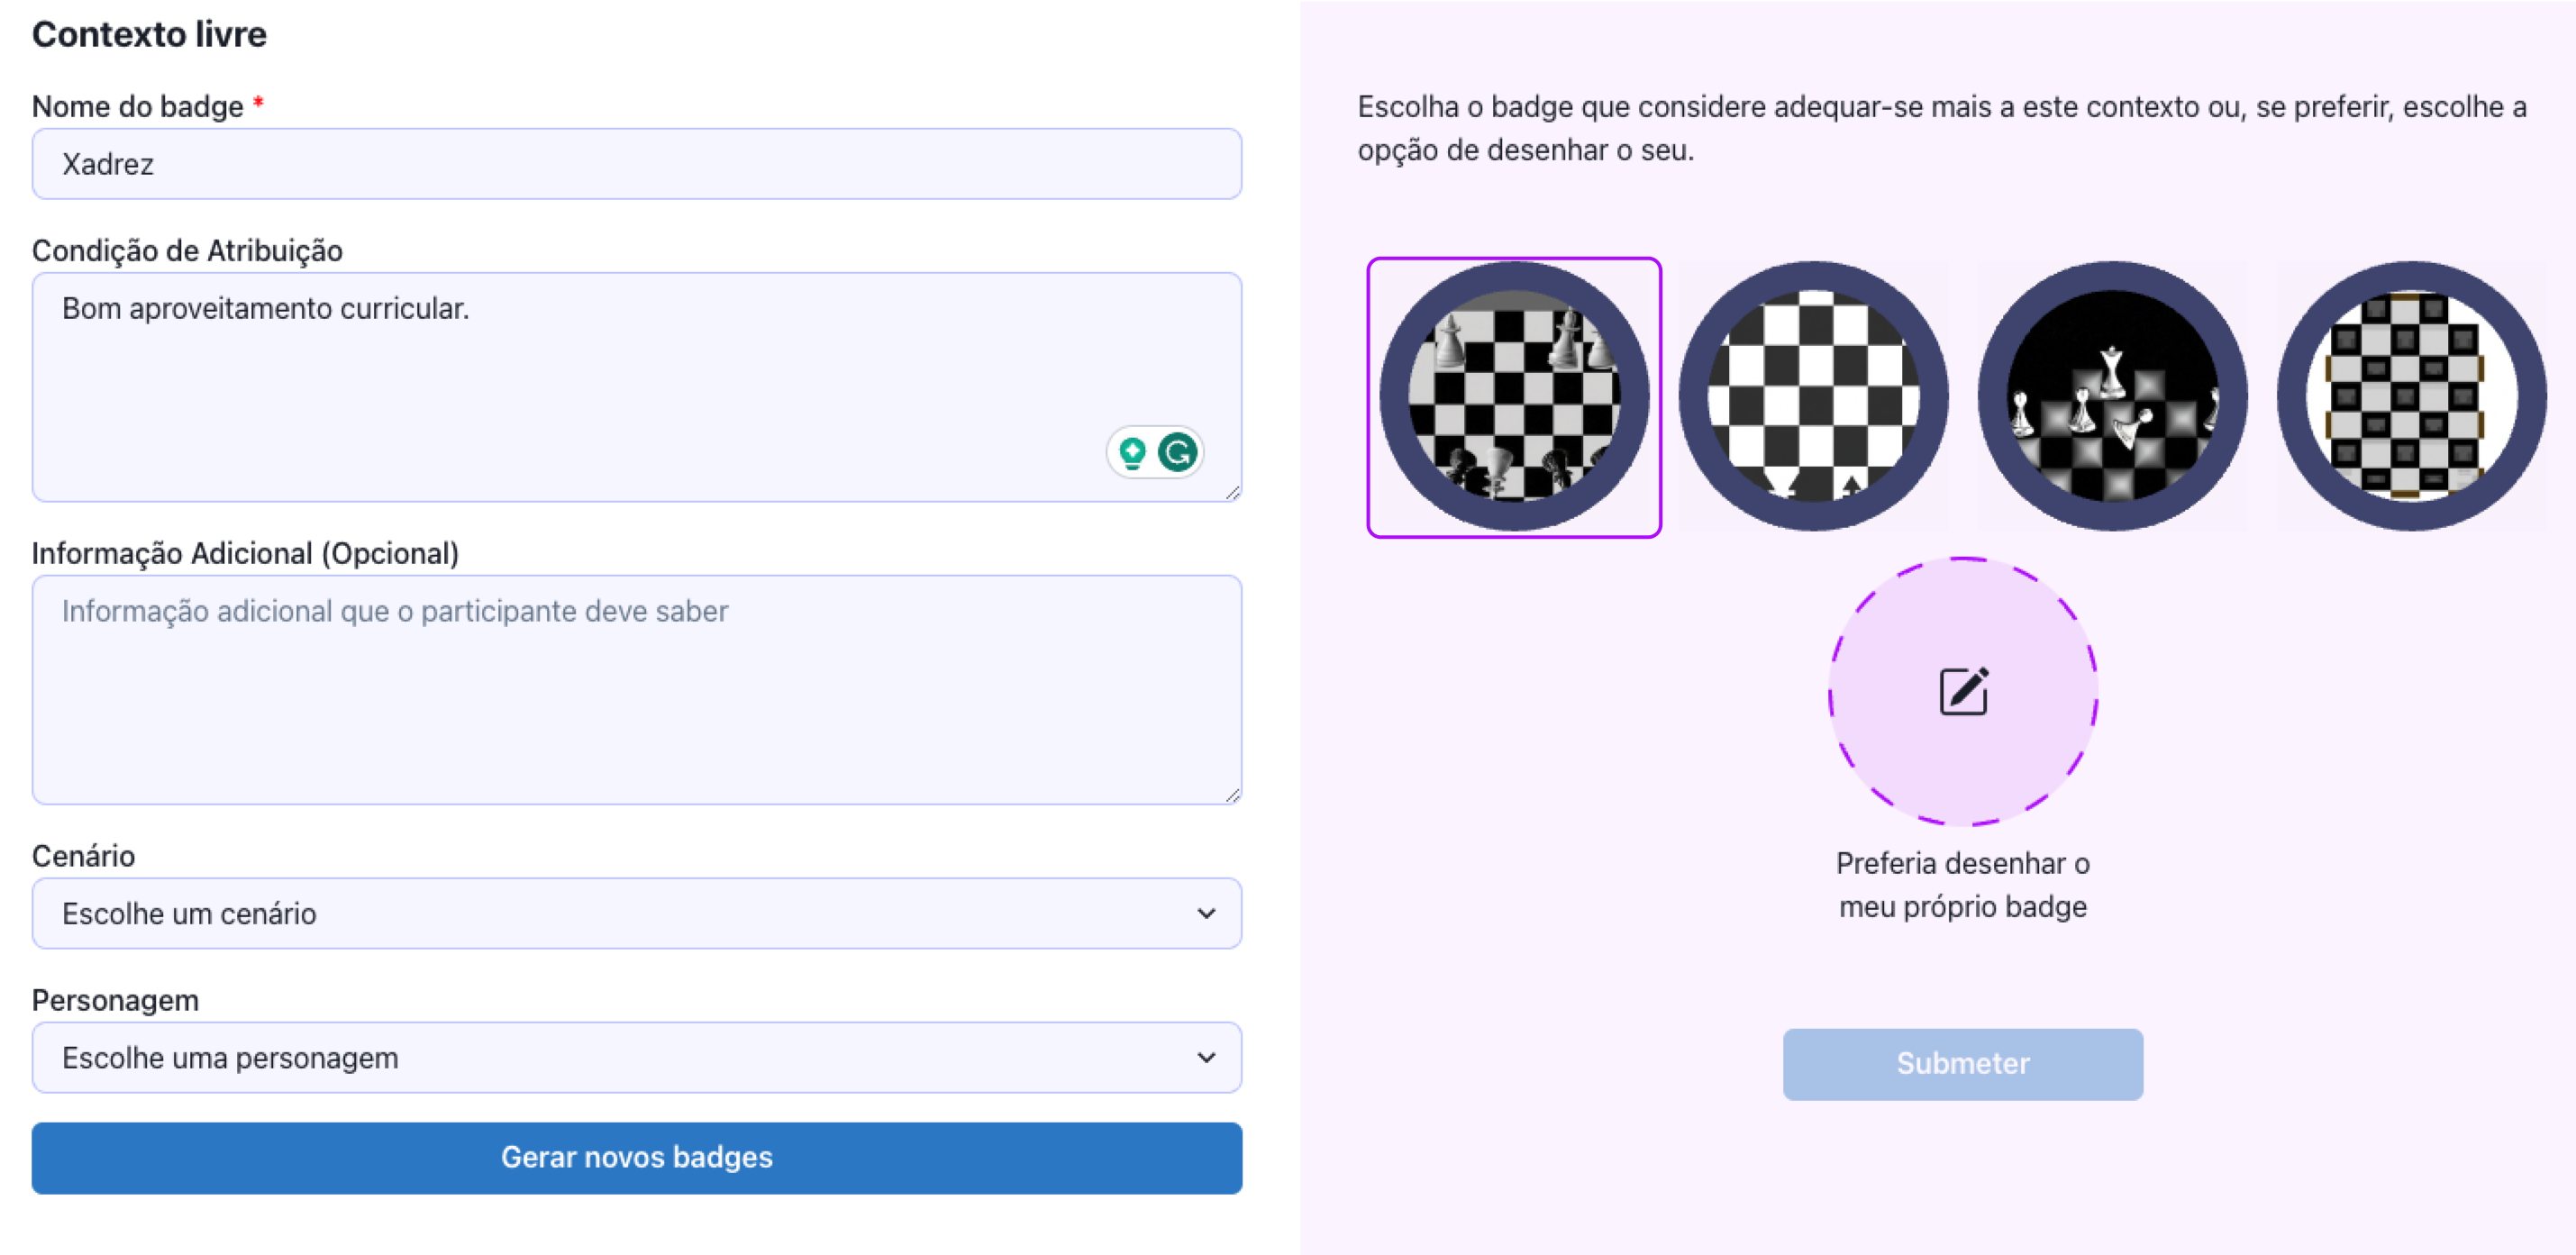 Contexto livre
Nome do badge *
Xadrez
Condição de Atribuição
Bom aproveitamento curricular.
Informação Adicional (Opcional)
Informação adicional que o participante deve saber
Cenário
Escolhe um cenário
Personagem
Escolhe uma personagem
Gerar novos badges
Escolha o badge que considere adequar-se mais a este contexto ou, se preferir, escolhe a
opção de desenhar o seu.
Preferia desenhar o
meu próprio badge
Submeter